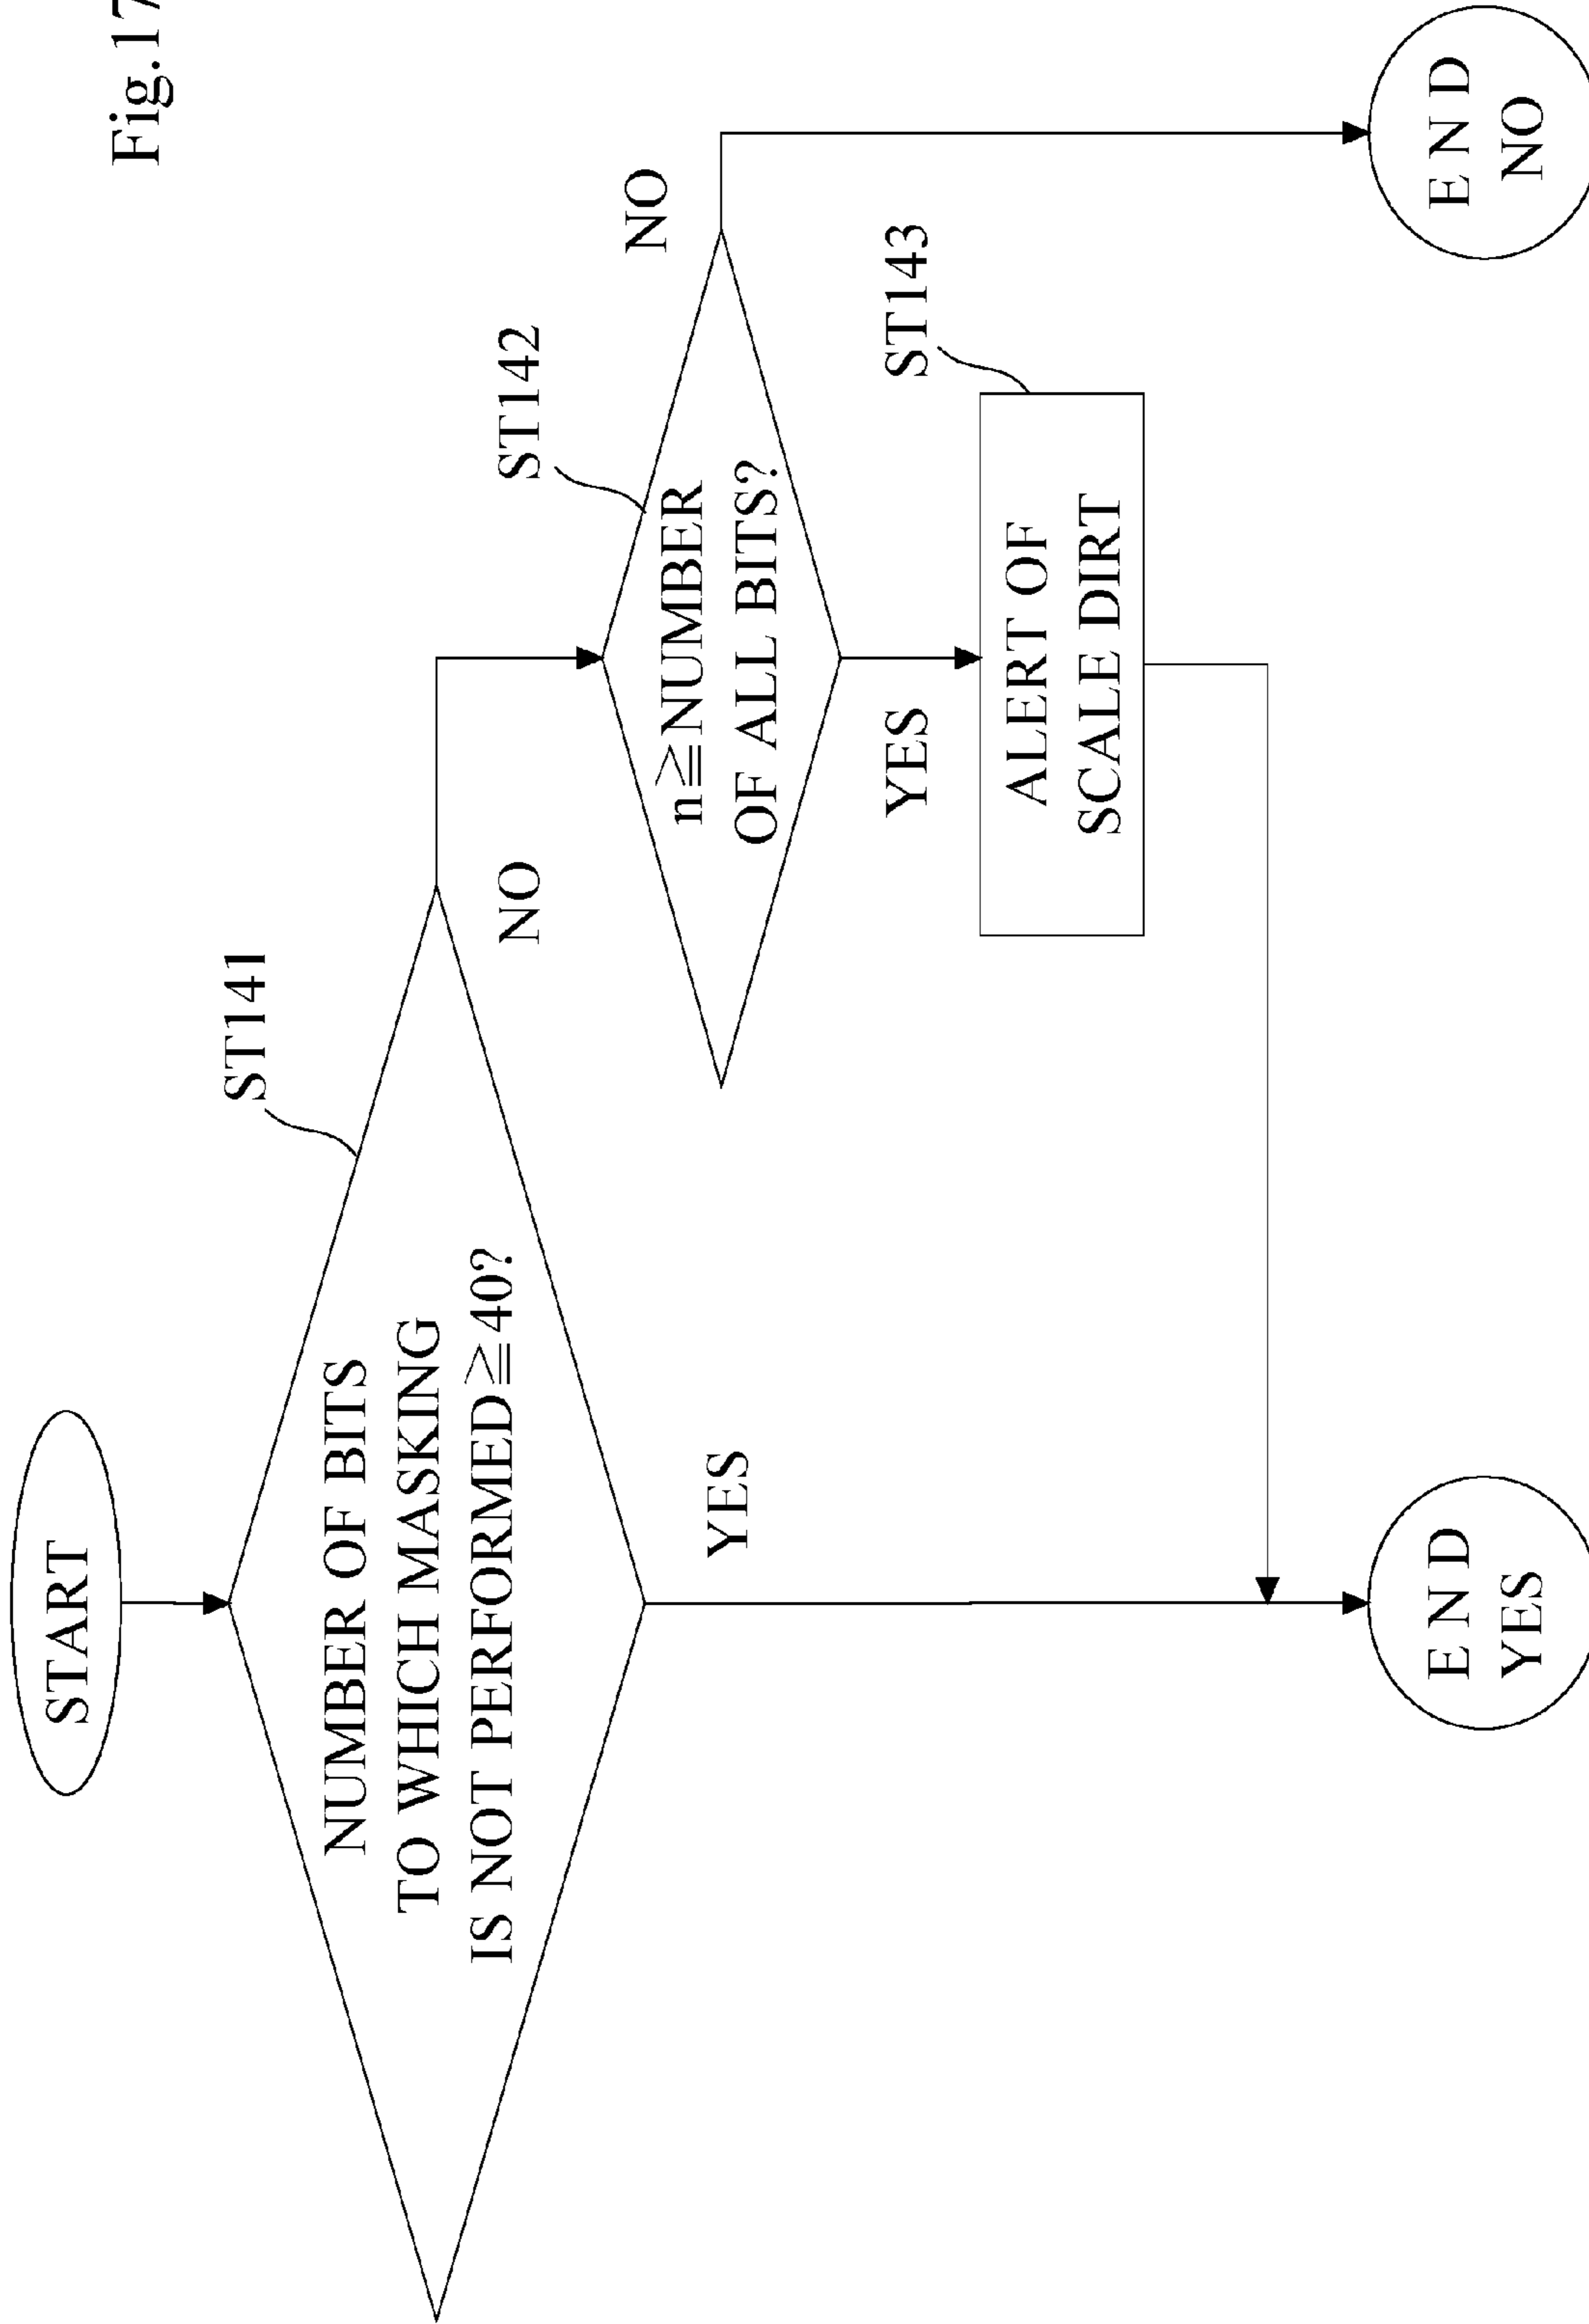 Fig.17
START
ST141
NUMBER OF BITS
TO WHICH MASKING
IS NOT PERFORMED≧40?
NO
YES
ST142
n≧NUMBER
OF ALL BITS?
NO
YES
ST143
ALERT OF
SCALE DIRT
E N D
YES
E N D
NO